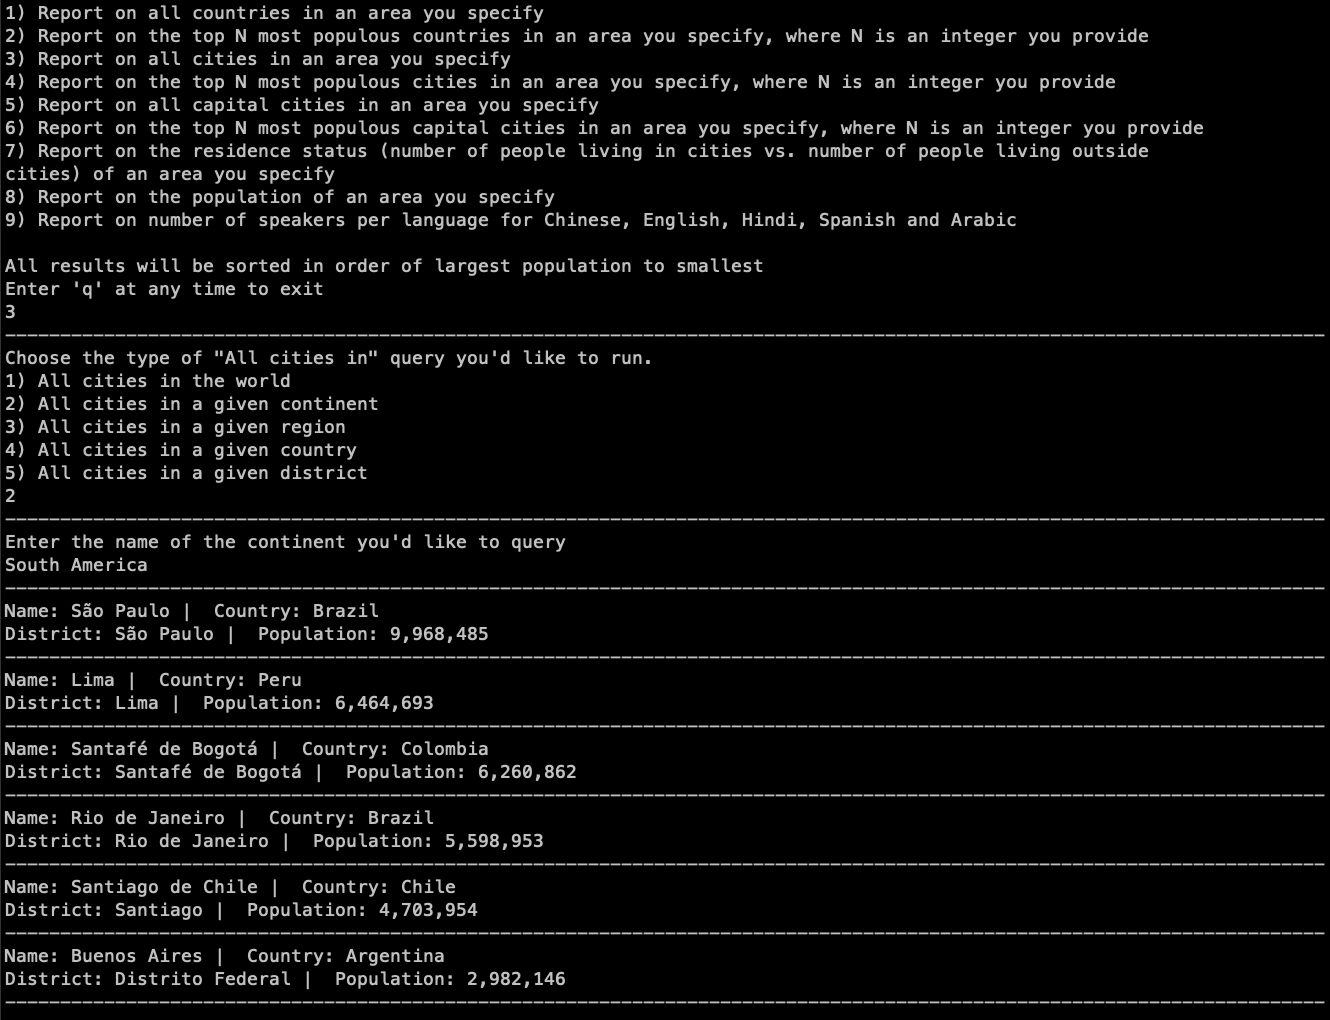 1) Report on all countries in an area you specify
2) Report on the top N most populous countries in an area you specify, where N is an integer you provide
3) Report on all cities in an area you specify
4) Report on the top N most populous cities in an area you specify, where N is an integer you provide
5) Report on all capital cities in an area you specify
6) Report on the top N most populous capital cities in an area you specify, where N is an integer you provide
7) Report on the residence status (number of people living in cities vs. number of people living outside
cities) of an area you specify
8) Report on the population of an area you specify
9) Report on number of speakers per language for Chinese, English, Hindi, Spanish and Arabic
All results will be sorted in order of largest population to smallest
Enter 'q' at any time to exit
3
Choose the type of "All cities in" query you'd like to run.
1) All cities in the world
2) All cities in a given continent
3) All cities in a given region
4) All cities in a given country
5) All cities in a given district
2
Enter the name of the continent you'd like to query
South America
Name: São Paulo |  Country: Brazil
District: São Paulo |  Population: 9,968,485
Name: Lima |  Country: Peru
District: Lima |  Population: 6,464,693
Name: Santafé de Bogotá |  Country: Colombia
District: Santafé de Bogotá |  Population: 6,260,862
Name: Rio de Janeiro |  Country: Brazil
District: Rio de Janeiro |  Population: 5,598,953
Name: Santiago de Chile |  Country: Chile
District: Santiago |  Population: 4,703,954
Name: Buenos Aires |  Country: Argentina
District: Distrito Federal |  Population: 2,982,146